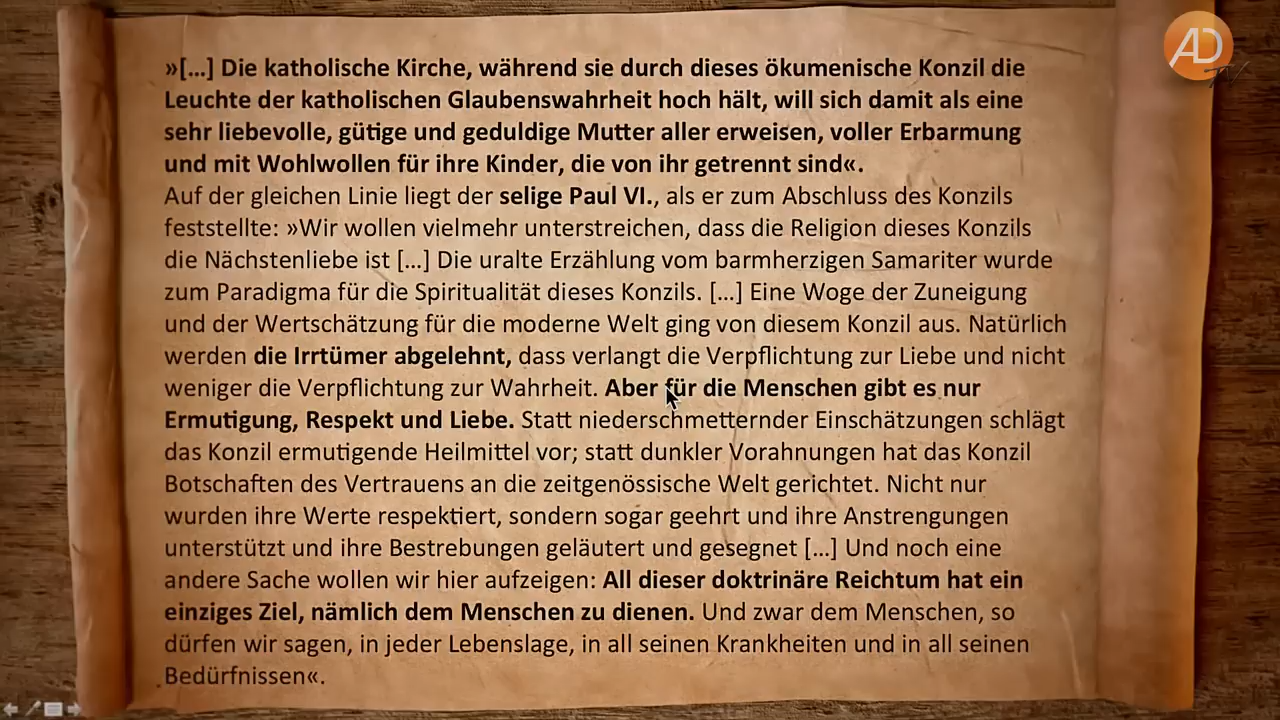 »[...] Die katholische Kirche, während sie durch dieses ökumenische Konzil die
Leuchte der katholischen Glaubenswahrheit hoch hält, will sich damit als eine
sehr liebevolle, gütige und geduldige Mutter aller erweisen, voller Erbarmung
und mit Wohlwollen für ihre Kinder, die von ihr getrennt sind«.
Auf der gleichen Linie liegt der selige Paul VI., als er zum Abschluss des Konzils
feststellte: »Wir wollen vielmehr unterstreichen, dass die Religion dieses Konzils
die Nächstenliebe ist [...] Die uralte Erzählung vom barmherzigen Samariter wurde
zum Paradigma für die Spiritualität dieses Konzils. [...] Eine Woge der Zuneigung
und der Wertschätzung für die moderne Welt ging von diesem Konzil aus. Natürlich
werden die Irrtümer abgelehnt, dass verlangt die Verpflichtung zur Liebe und nicht
weniger die Verpflichtung zur Wahrheit. Aber für die Menschen gibt es nur
Ermutigung, Respekt und Liebe. Statt niederschmetternder Einschätzungen schlägt
das Konzil ermutigende Heilmittel vor; statt dunkler Vorahnungen hat das Konzil
Botschaften des Vertrauens an die zeitgenössische Welt gerichtet. Nicht nur
wurden ihre Werte respektiert, sondern sogar geehrt und ihre Anstrengungen
unterstützt und ihre Bestrebungen geläutert und gesegnet [...] Und noch eine
andere Sache wollen wir hier aufzeigen: All dieser doktrinäre Reichtum hat ein
einziges Ziel, nämlich dem Menschen zu dienen. Und zwar dem Menschen, so
dürfen wir sagen, in jeder Lebenslage, in all seinen Krankheiten und in all seinen
Bedürfnissen«.
AD
TV